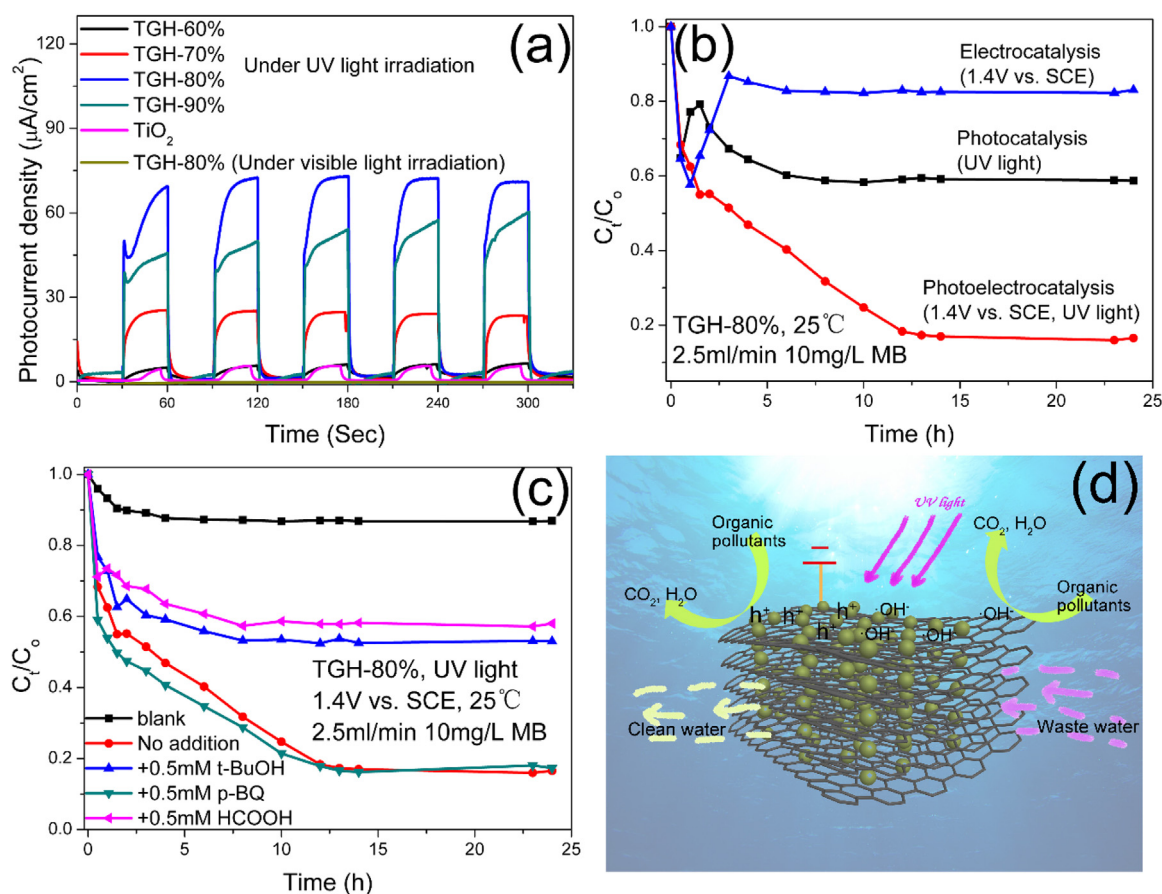 (a)
TGH-60%
TGH-70%
TGH-80%
TGH-90%
TiO2
TGH-80% (Under visible light irradiation)
Under UV light irradiation
120
90
60
30
0
Photocurrent density (μA/cm2)
0 60 120 180 240 300
Time (Sec)
(b)
Electrocatalysis
(1.4V vs. SCE)
Photocatalysis
(UV light)
Photoelectrocatalysis
(1.4V vs. SCE, UV light)
TGH-80%, 25℃
2.5ml/min 10mg/L MB
1.0
0.8
0.6
0.4
0.2
Ct/Co
0 5 10 15 20 25
Time (h)
(c)
TGH-80%, UV light
1.4V vs. SCE, 25℃
2.5ml/min 10mg/L MB
blank
No addition
+0.5mM t-BuOH
+0.5mM p-BQ
+0.5mM HCOOH
1.0
0.8
0.6
0.4
0.2
0.0
Ct/Co
0 5 10 15 20 25
Time (h)
(d)
UV light
Organic
pollutants
CO2, H2O
CO2, H2O
Organic
pollutants
h+ h+ h+ h+
·OH- ·OH- ·OH- ·OH-
Clean water
Waste water